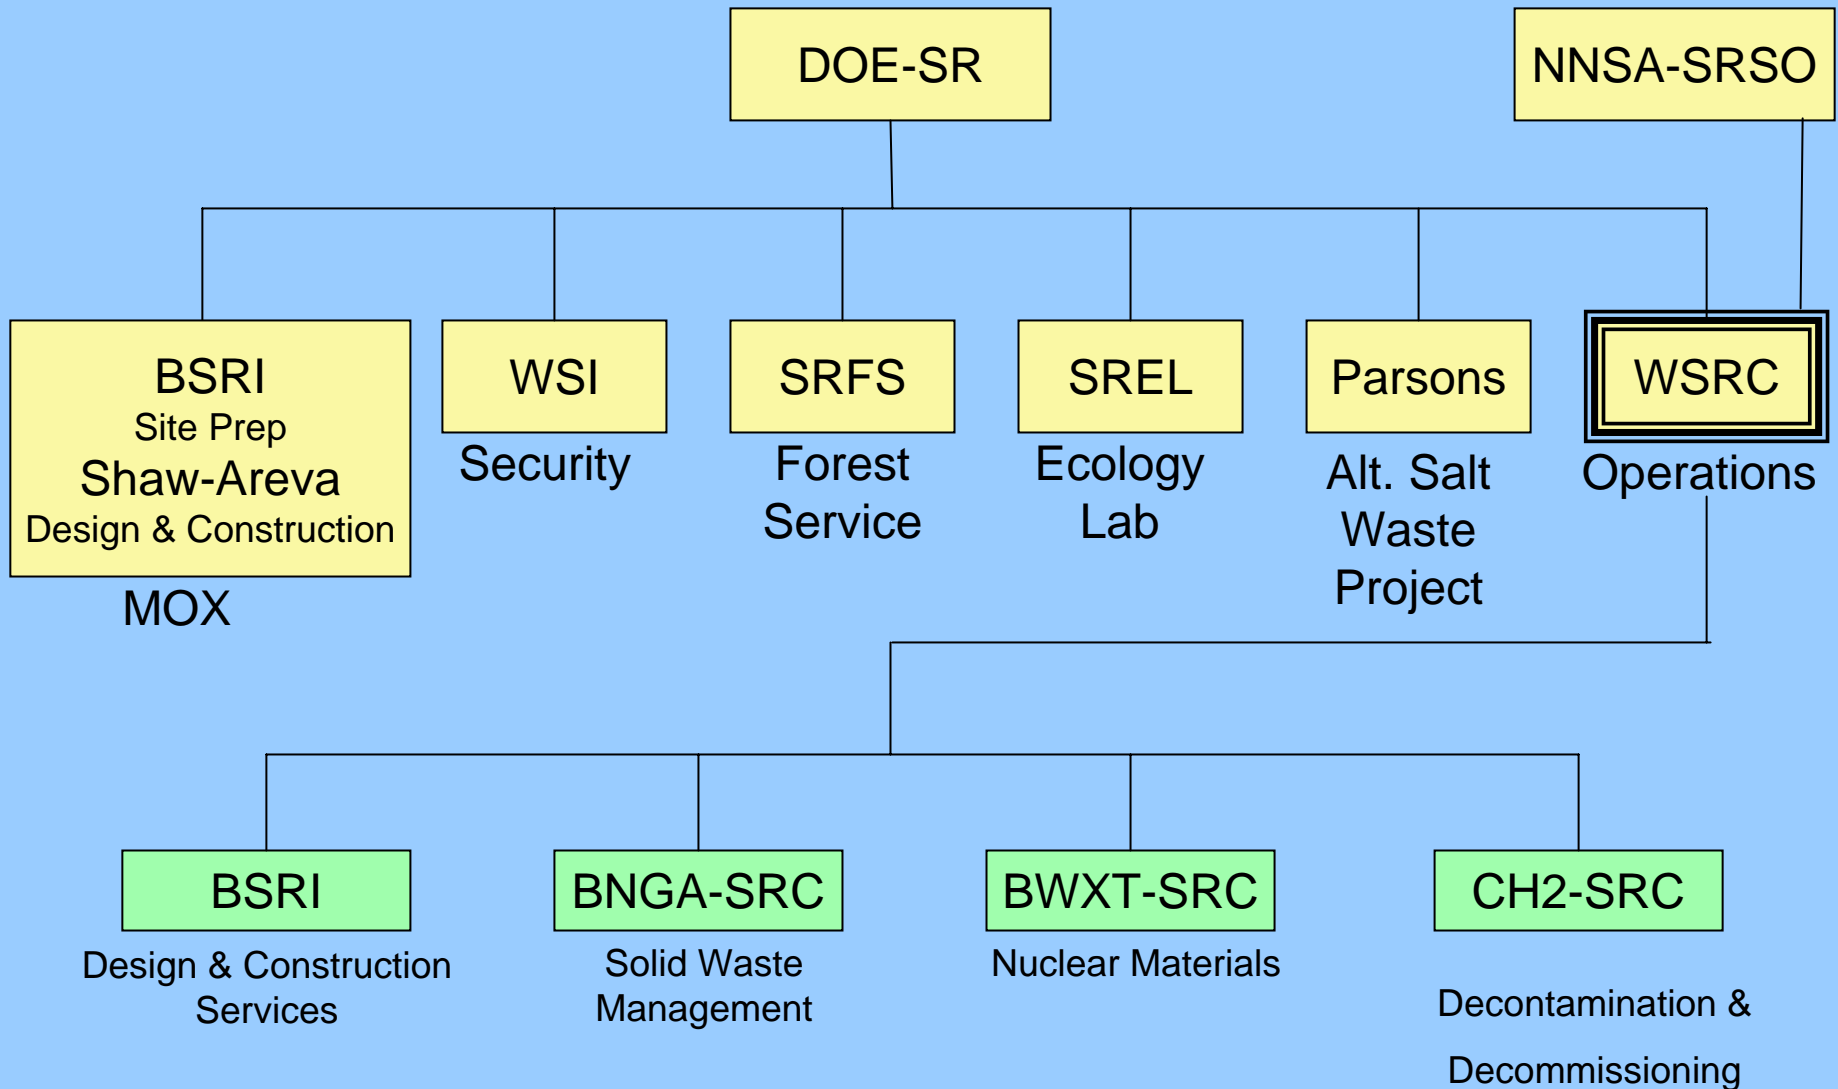 DOE-SR
NNSA-SRSO
BSRI
Site Prep
Shaw-Areva
Design & Construction
MOX
WSI
Security
SRFS
Forest
Service
SREL
Ecology
Lab
Parsons
Alt. Salt
Waste
Project
WSRC
Operations
BSRI
Design & Construction
Services
BNGA-SRC
Solid Waste
Management
BWXT-SRC
Nuclear Materials
CH2-SRC
Decontamination &
Decommissioning